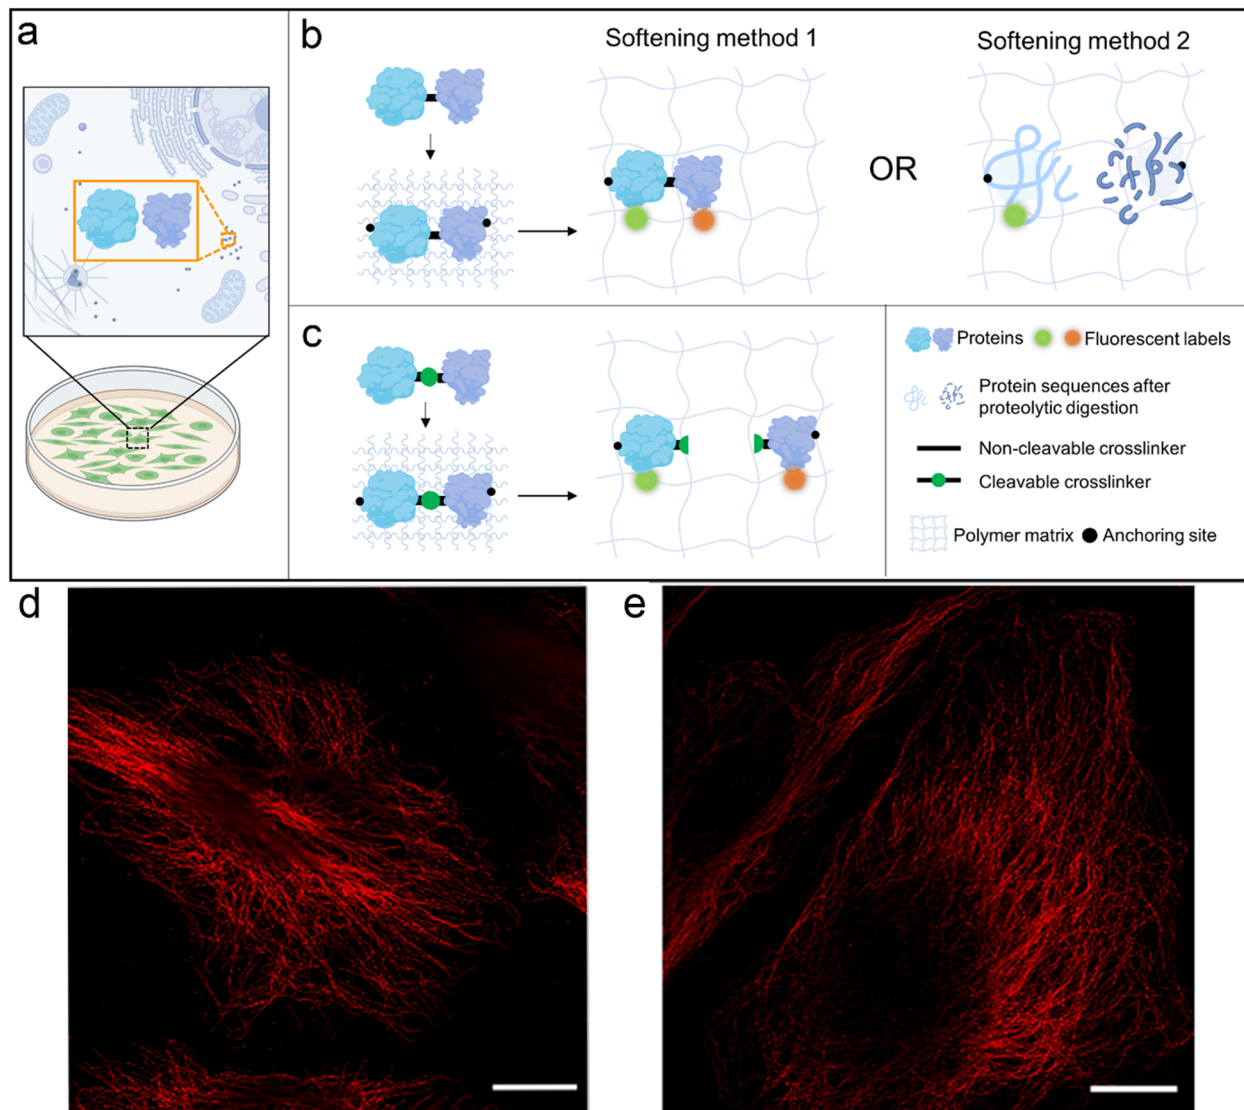 a
b
Softening method 1
Softening method 2
OR
c
Proteins
Fluorescent labels
Protein sequences after
proteolytic digestion
Non-cleavable crosslinker
Cleavable crosslinker
Polymer matrix
Anchoring site
d
e